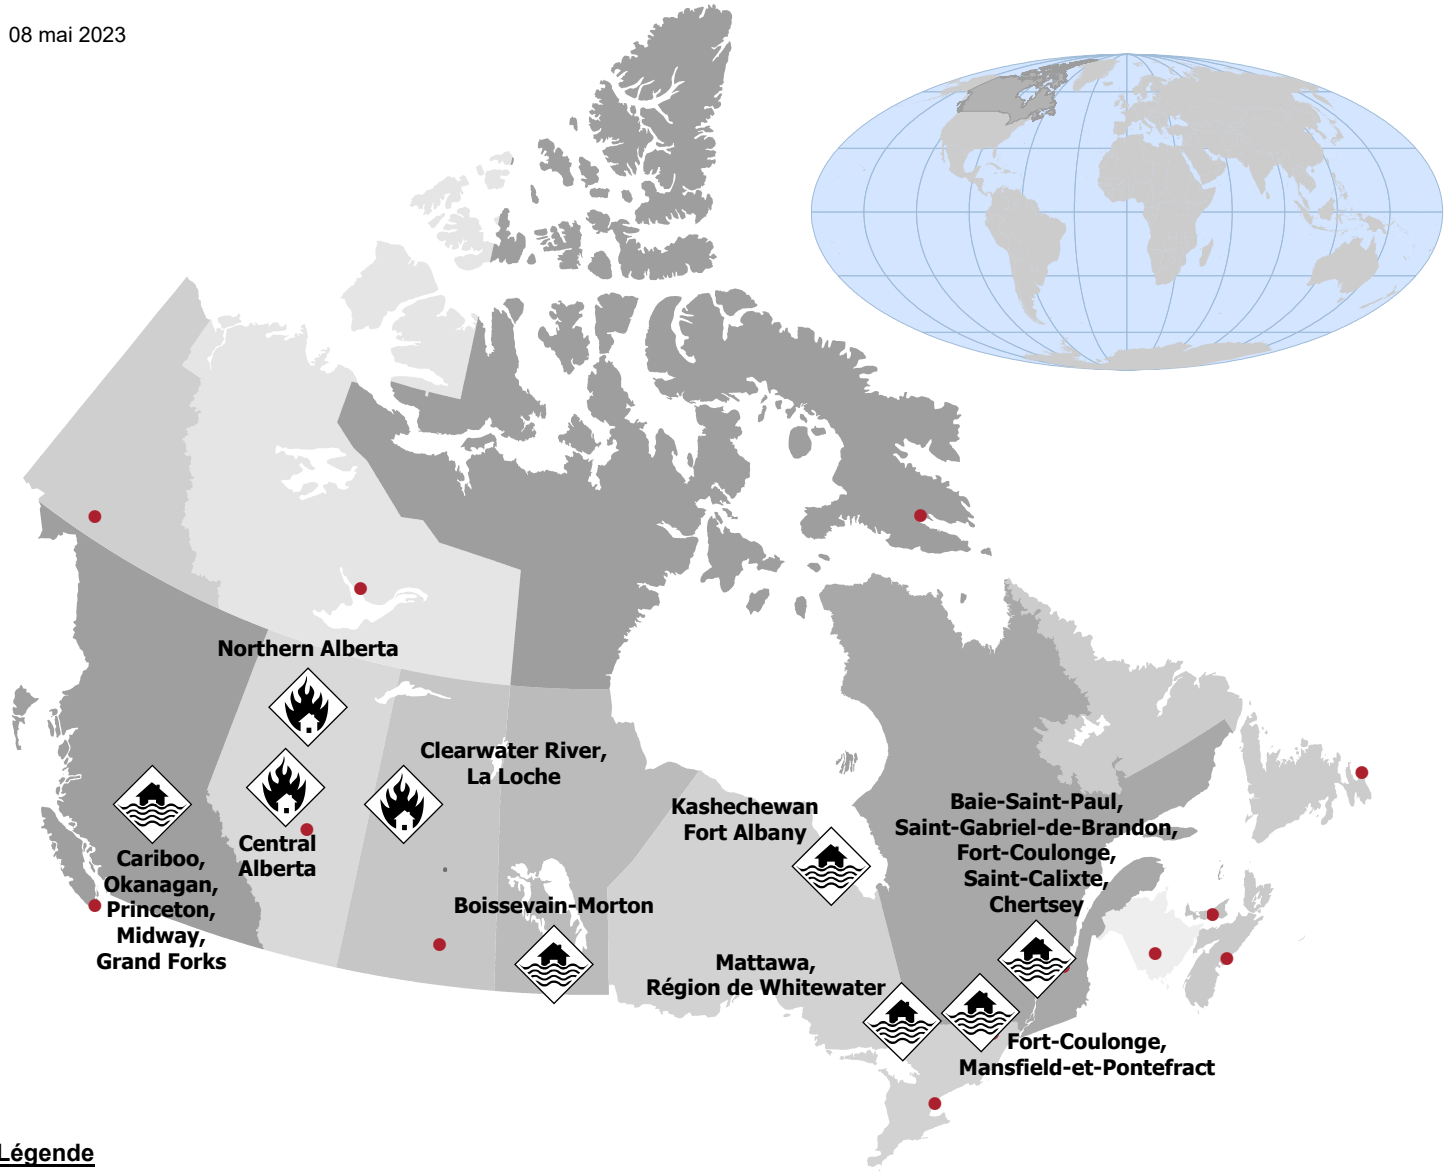 08 mai 2023
Northern Alberta
Clearwater River,
La Loche
Kashechewan
Fort Albany
Baie-Saint-Paul,
Saint-Gabriel-de-Brandon,
Fort-Coulonge,
Saint-Calixte,
Chertsey
Central
Alberta
Cariboo,
Okanagan,
Princeton,
Midway,
Grand Forks
Boissevain-Morton
Mattawa,
Région de Whitewater
Fort-Coulonge,
Mansfield-et-Pontefract
Légende